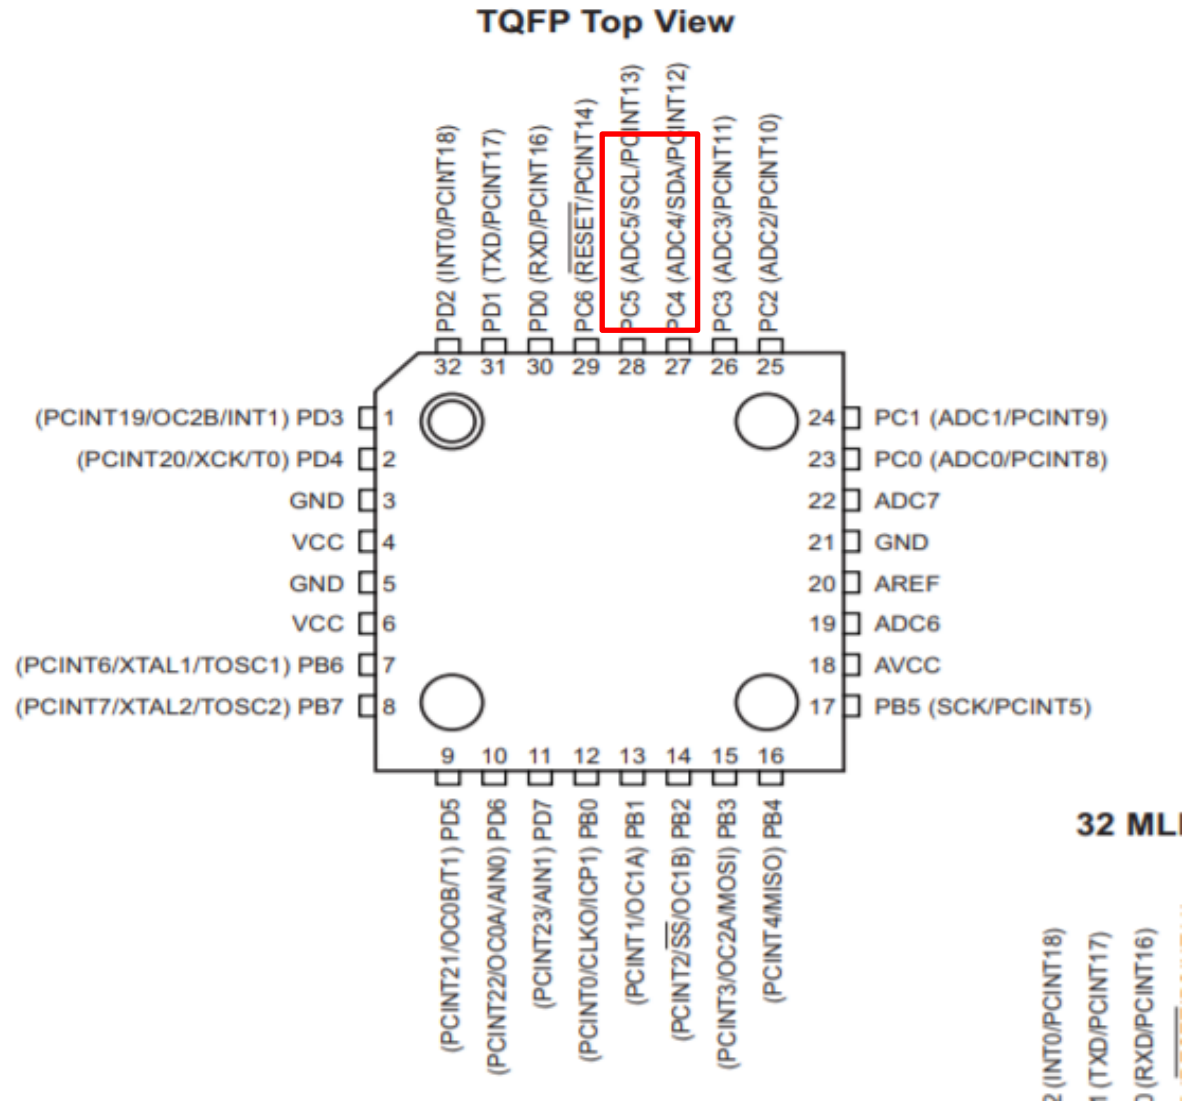 TQFP Top View
PD2 (INT0/PCINT18)
PD1 (TXD/PCINT17)
PD0 (RXD/PCINT16)
PC6 (RESET/PCINT14)
PC5 (ADC5/SCL/PCINT13)
PC4 (ADC4/SDA/PCINT12)
PC3 (ADC3/PCINT11)
PC2 (ADC2/PCINT10)
32 31 30 29 28 27 26 25
(PCINT19/OC2B/INT1) PD3 1
(PCINT20/XCK/T0) PD4 2
GND 3
VCC 4
GND 5
VCC 6
(PCINT6/XTAL1/TOSC1) PB6 7
(PCINT7/XTAL2/TOSC2) PB7 8
24 PC1 (ADC1/PCINT9)
23 PC0 (ADC0/PCINT8)
22 ADC7
21 GND
20 AREF
19 ADC6
18 AVCC
17 PB5 (SCK/PCINT5)
9 10 11 12 13 14 15 16
(PCINT21/OC0B/T1) PD5
(PCINT22/OC0A/AIN0) PD6
(PCINT23/AIN1) PD7
(PCINT0/CLKO/ICP1) PB0
(PCINT1/OC1A) PB1
(PCINT2/SS/OC1B) PB2
(PCINT3/OC2A/MOSI) PB3
(PCINT4/MISO) PB4
32
2 (INT0/PCINT18)
1 (TXD/PCINT17)
0 (RXD/PCINT16)